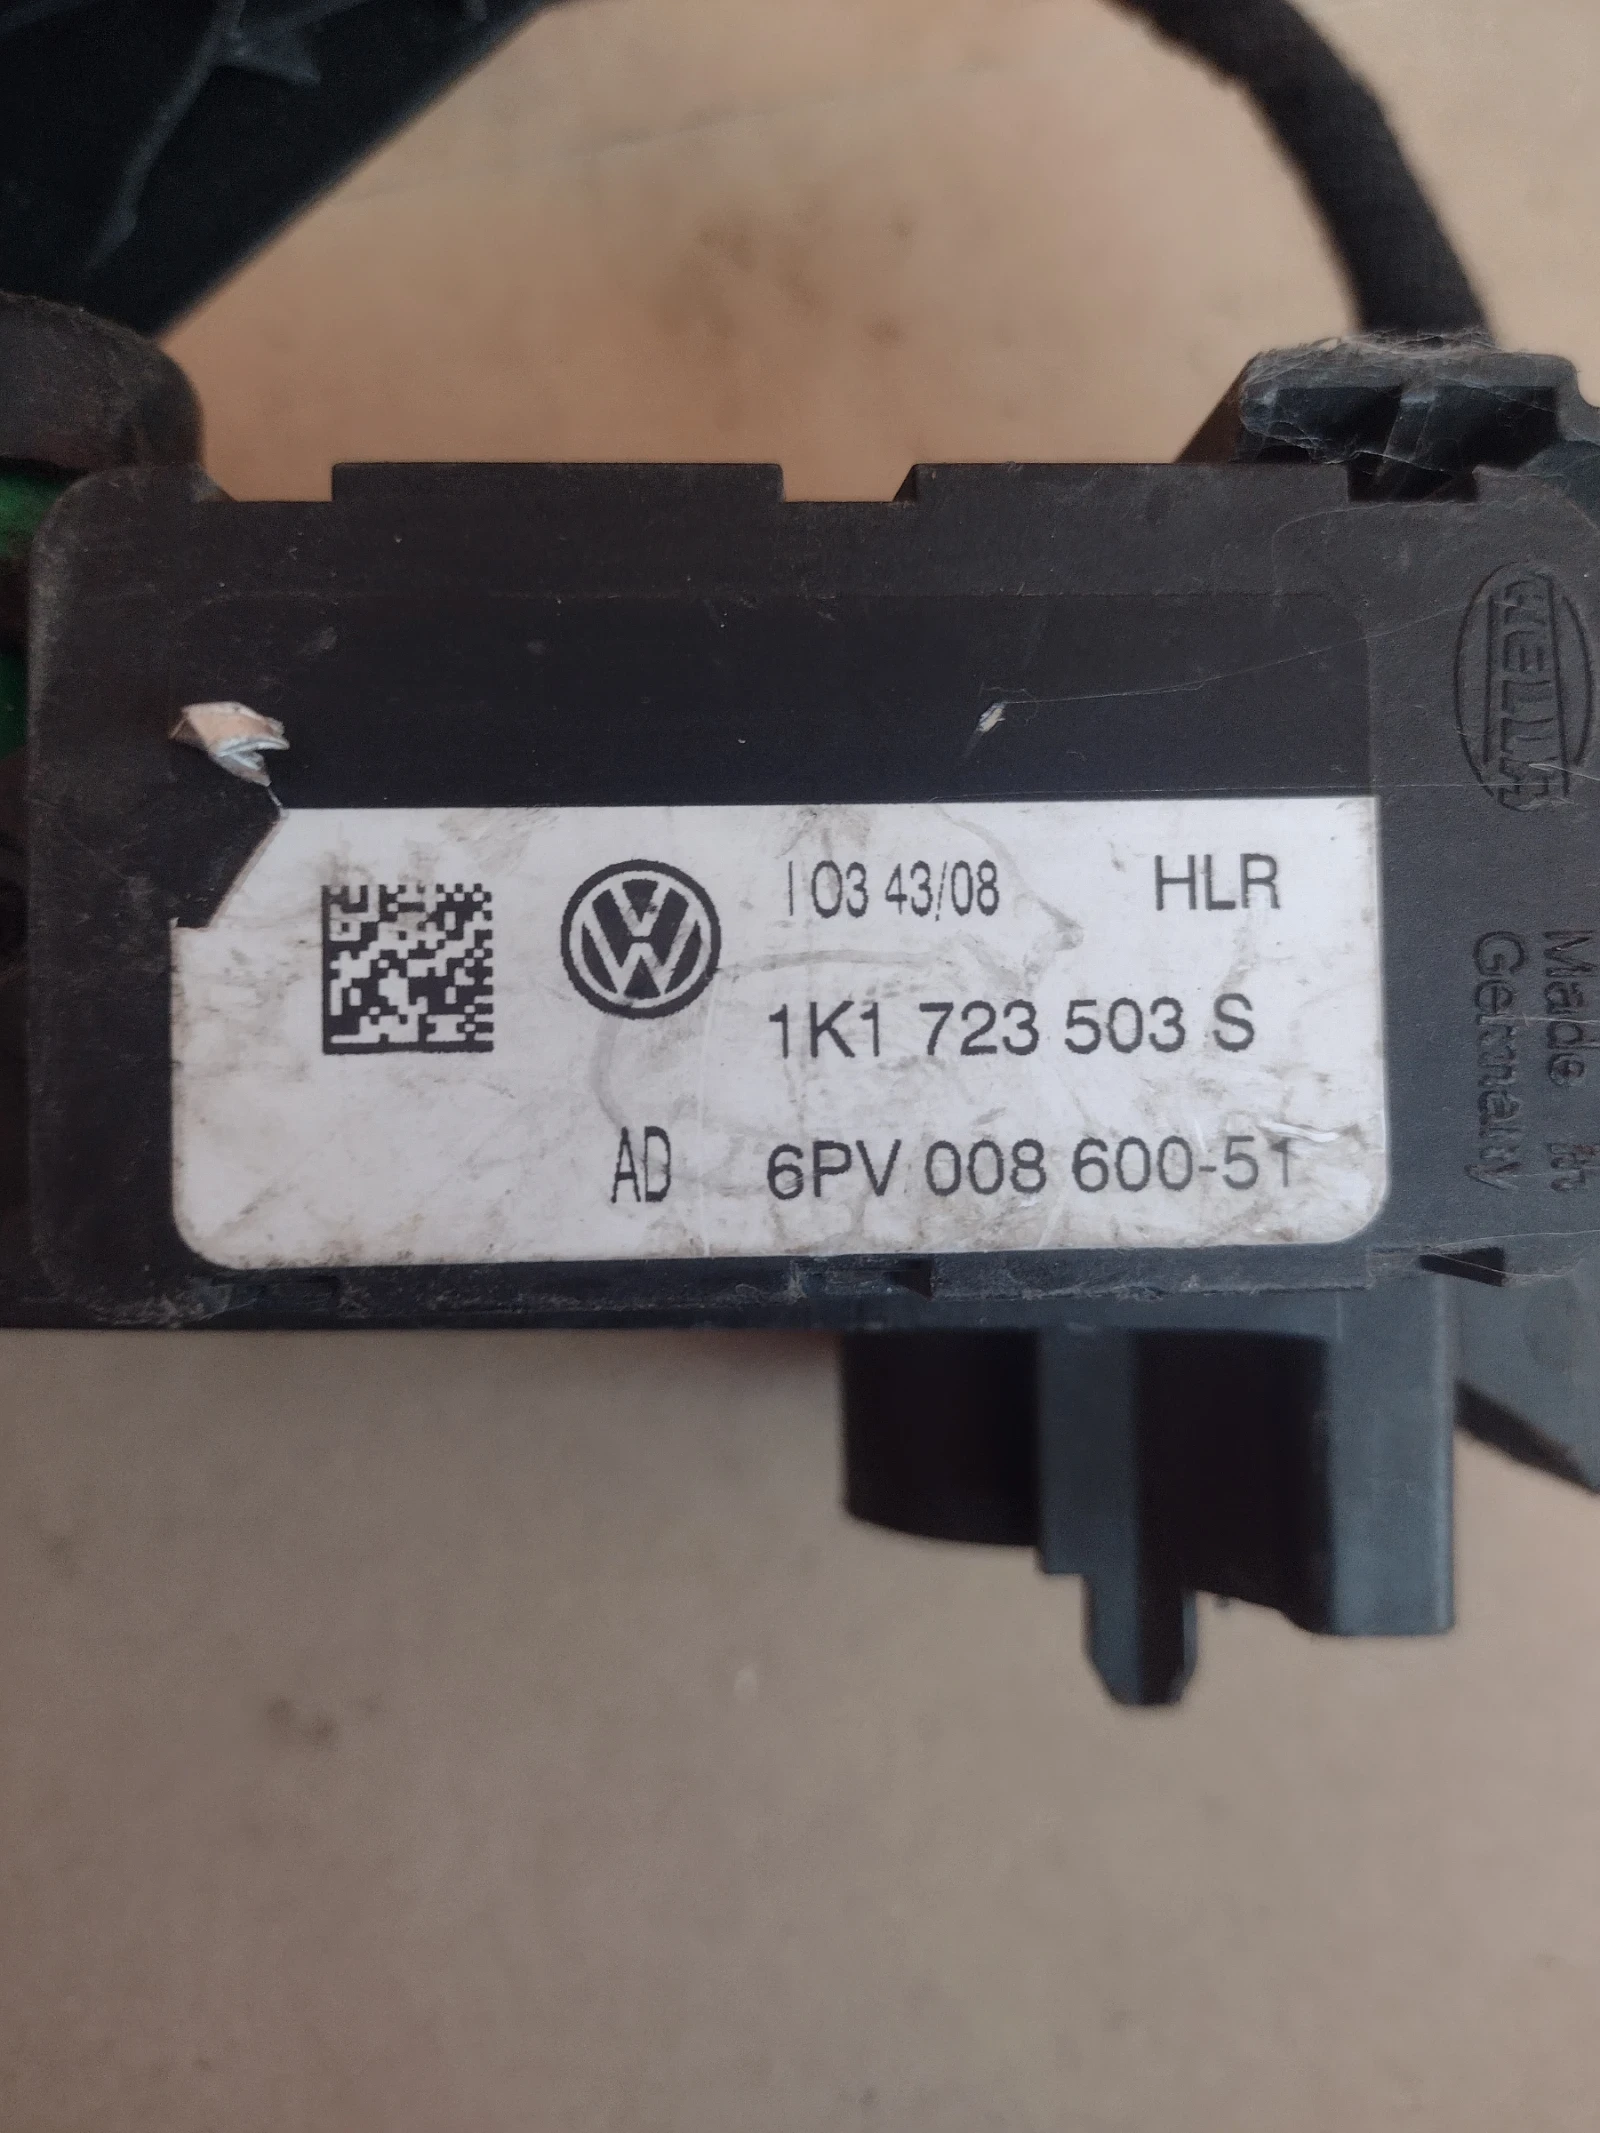 I 03 43/08 HLR
1K1 723 503 S
AD 6PV 008 600-51
HELLA
Made in
Germany